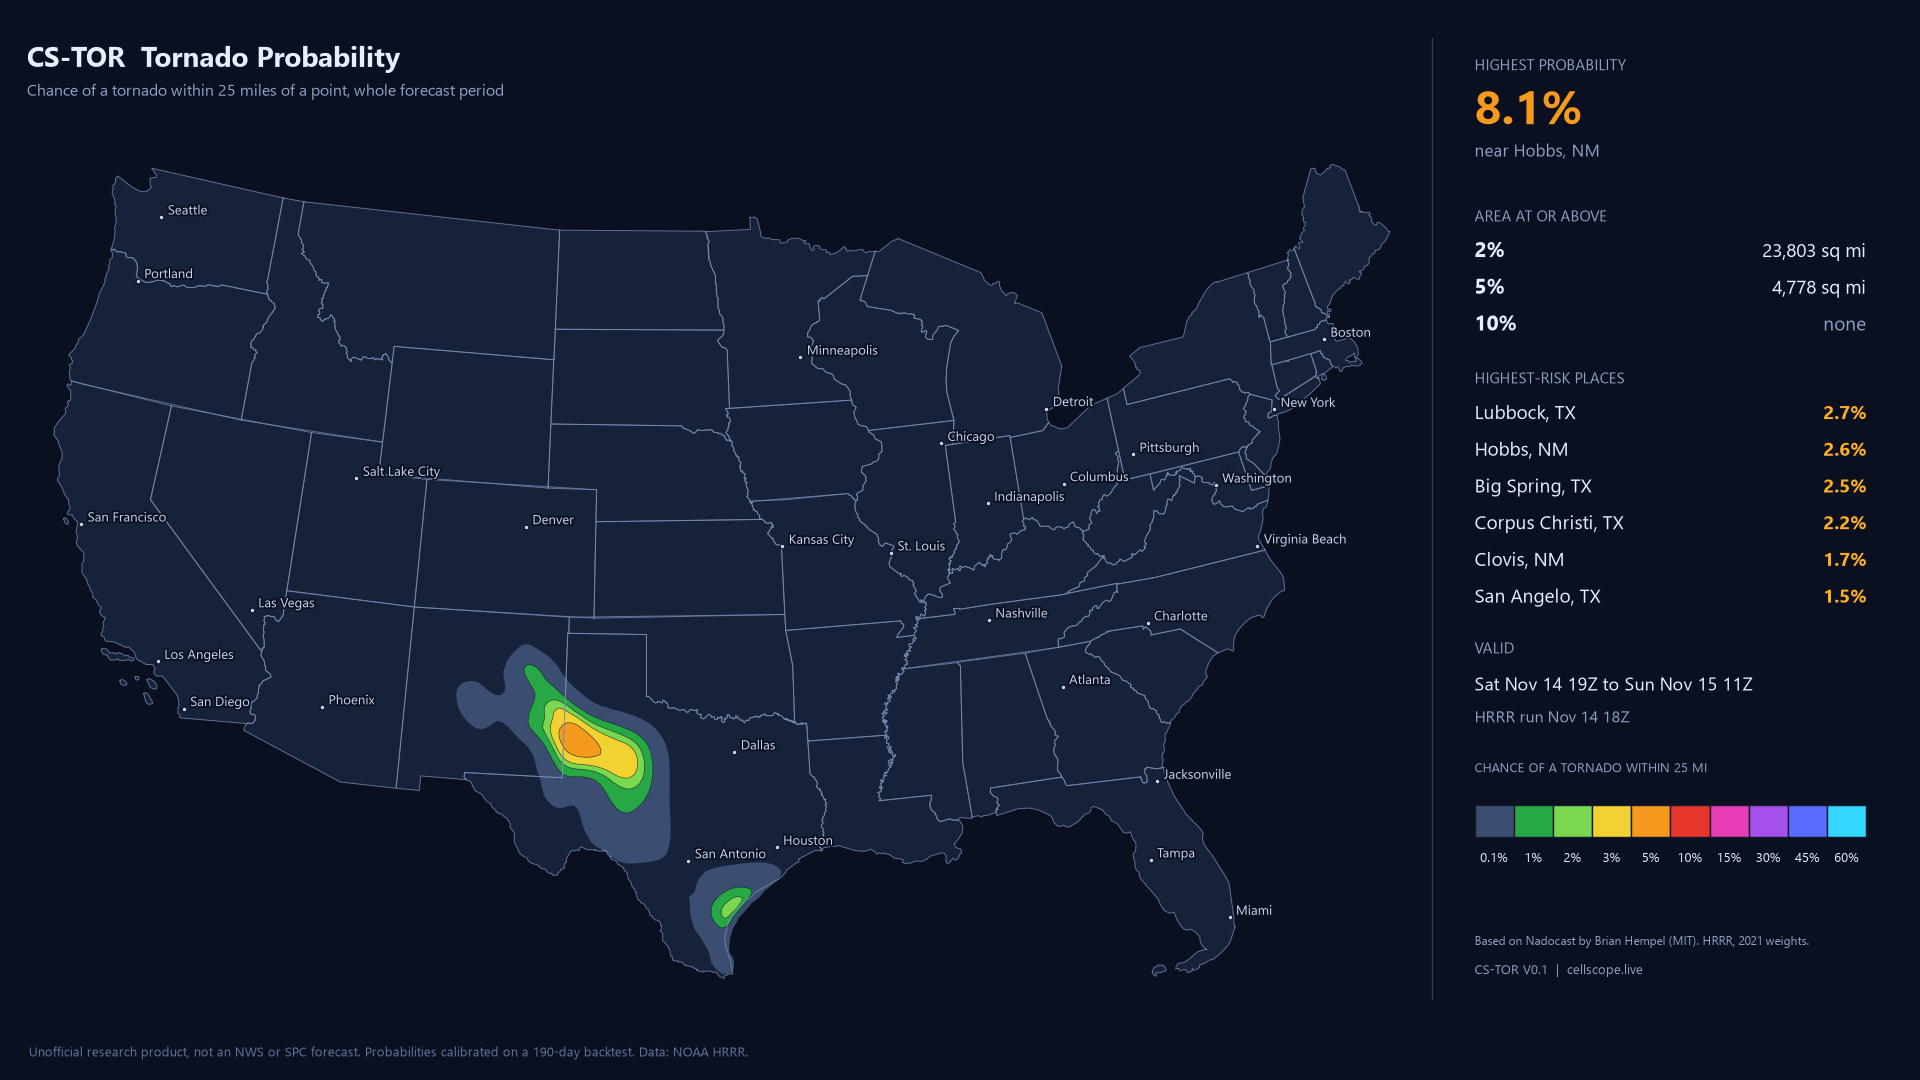 CS-TOR Tornado Probability
Chance of a tornado within 25 miles of a point, whole forecast period
Seattle
Portland
Minneapolis
Boston
Detroit
New York
Chicago
Pittsburgh
Salt Lake City
Columbus
Washington
Indianapolis
San Francisco
Denver
Kansas City
St. Louis
Virginia Beach
Las Vegas
Nashville
Charlotte
Los Angeles
Atlanta
San Diego
Phoenix
Dallas
Jacksonville
Houston
San Antonio
Tampa
Miami
HIGHEST PROBABILITY
8.1%
near Hobbs, NM
AREA AT OR ABOVE
2% 23,803 sq mi
5% 4,778 sq mi
10% none
HIGHEST-RISK PLACES
Lubbock, TX 2.7%
Hobbs, NM 2.6%
Big Spring, TX 2.5%
Corpus Christi, TX 2.2%
Clovis, NM 1.7%
San Angelo, TX 1.5%
VALID
Sat Nov 14 19Z to Sun Nov 15 11Z
HRRR run Nov 14 18Z
CHANCE OF A TORNADO WITHIN 25 MI
0.1% 1% 2% 3% 5% 10% 15% 30% 45% 60%
Based on Nadocast by Brian Hempel (MIT). HRRR, 2021 weights.
CS-TOR V0.1 | cellscope.live
Unofficial research product, not an NWS or SPC forecast. Probabilities calibrated on a 190-day backtest. Data: NOAA HRRR.